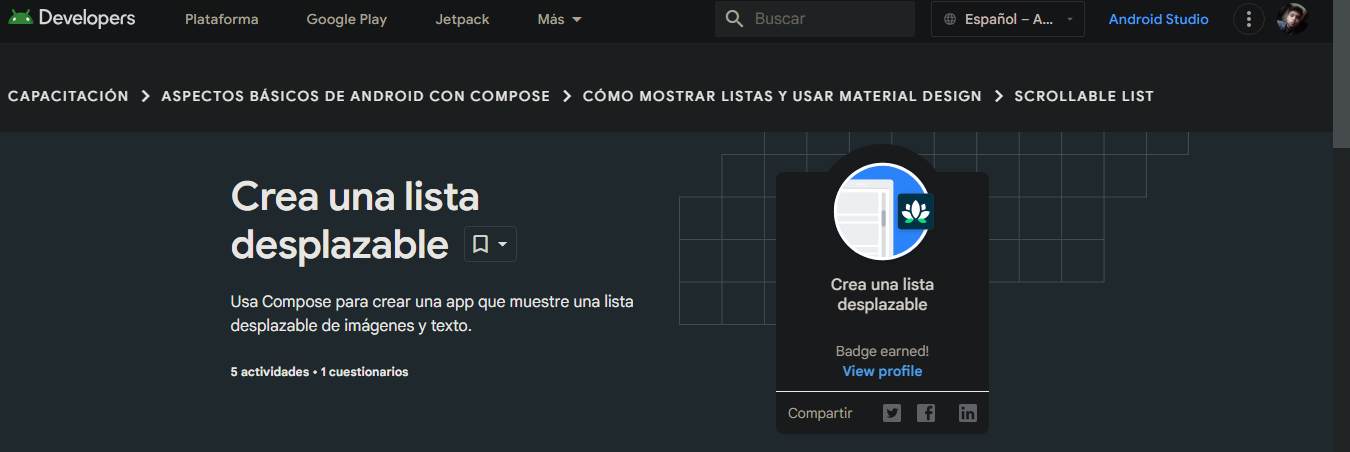 Developers Plataforma Google Play Jetpack Más Buscar Español – A... Android Studio
CAPACITACIÓN > ASPECTOS BÁSICOS DE ANDROID CON COMPOSE > CÓMO MOSTRAR LISTAS Y USAR MATERIAL DESIGN > SCROLLABLE LIST
Crea una lista
desplazable
Usa Compose para crear una app que muestre una lista
desplazable de imágenes y texto.
5 actividades • 1 cuestionarios
Crea una lista
desplazable
Badge earned!
View profile
Compartir